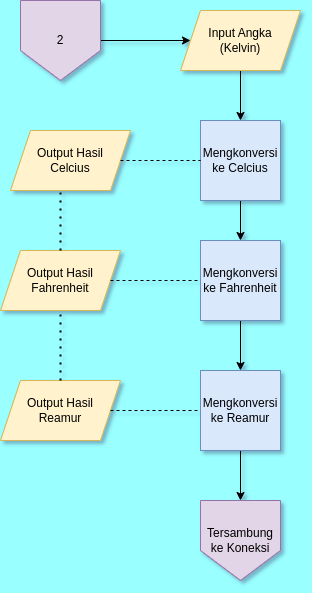 2
Input Angka
(Kelvin)
Output Hasil
Celcius
Mengkonversi
ke Celcius
Output Hasil
Fahrenheit
Mengkonversi
ke Fahrenheit
Output Hasil
Reamur
Mengkonversi
ke Reamur
Tersambung
ke Koneksi